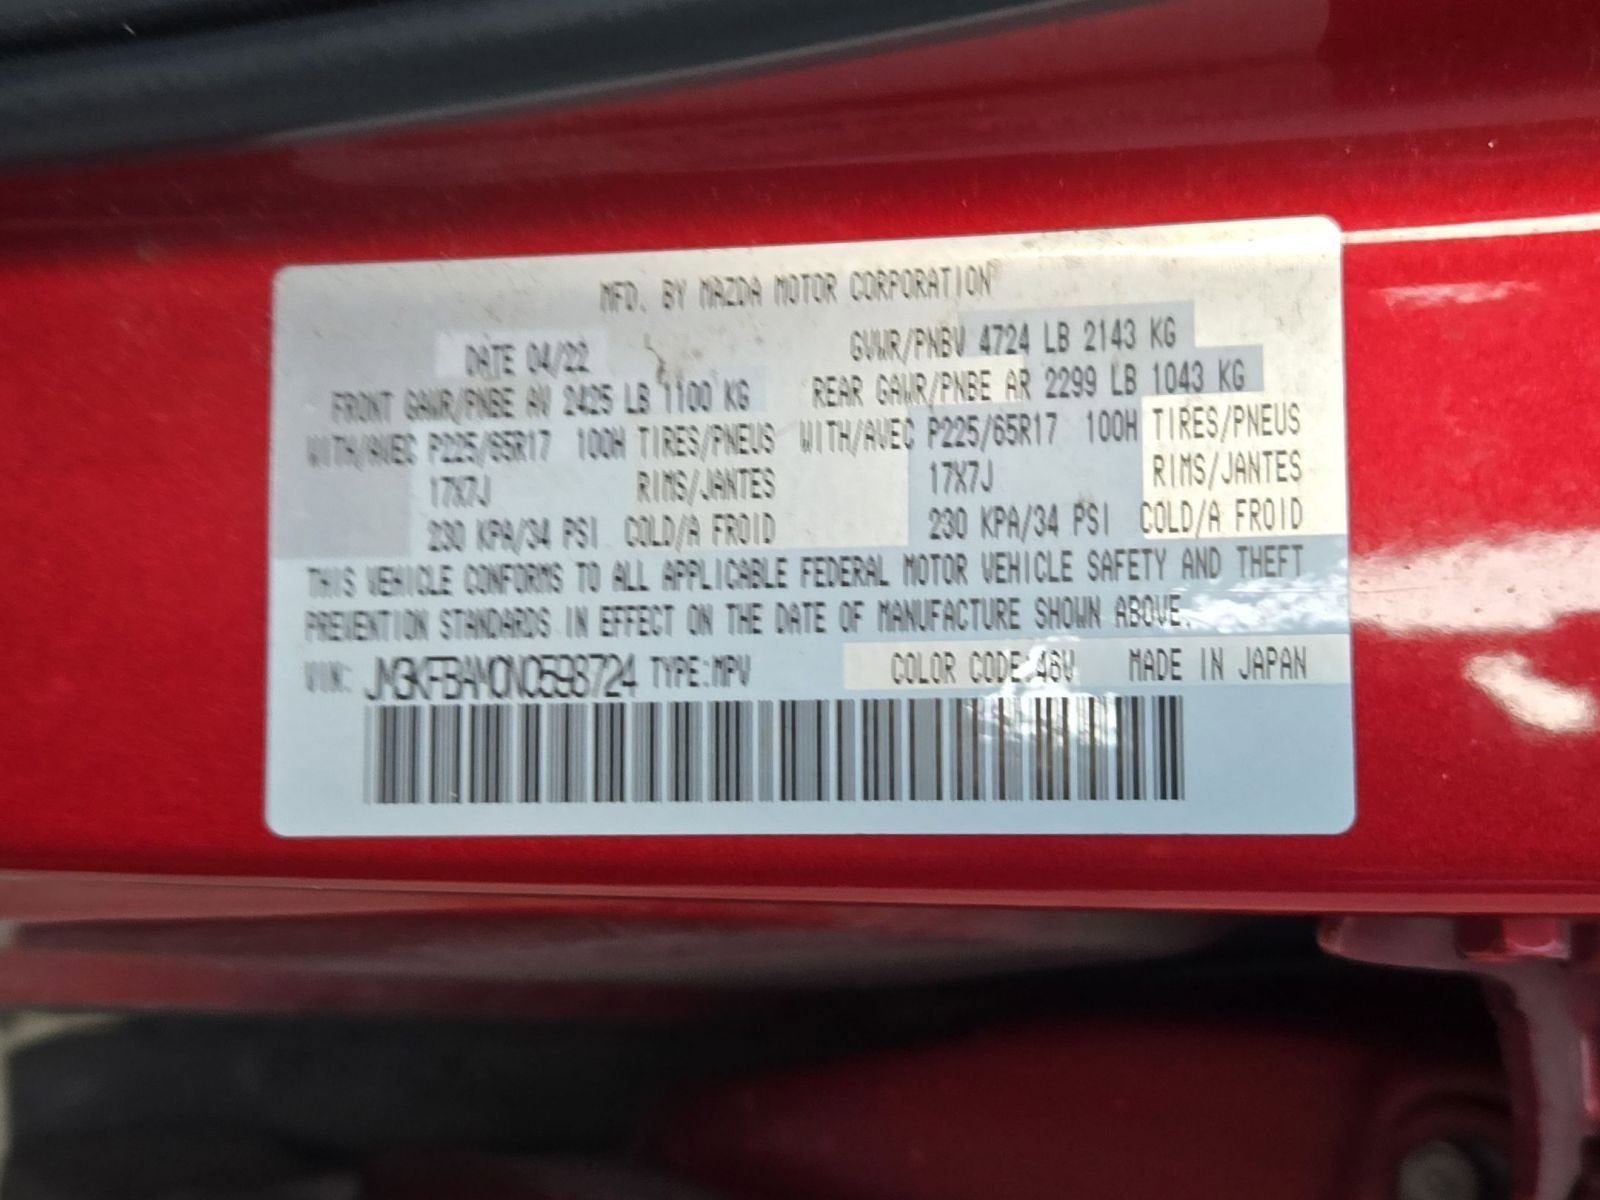 MFD. BY MAZDA MOTOR CORPORATION
DATE 04/22 GVWR/PNBV 4724 LB 2143 KG
FRONT GAWR/PNBE AV 2425 LB 1100 KG REAR GAWR/PNBE AR 2299 LB 1043 KG
WITH/AVEC P225/65R17 100H TIRES/PNEUS WITH/AVEC P225/65R17 100H TIRES/PNEUS
17X7J RIMS/JANTES 17X7J RIMS/JANTES
230 KPA/34 PSI COLD/A FROID 230 KPA/34 PSI COLD/A FROID
THIS VEHICLE CONFORMS TO ALL APPLICABLE FEDERAL MOTOR VEHICLE SAFETY AND THEFT
PREVENTION STANDARDS IN EFFECT ON THE DATE OF MANUFACTURE SHOWN ABOVE.
VIN: JM3KFBAM0N0598724 TYPE:MPV COLOR CODE:46V MADE IN JAPAN